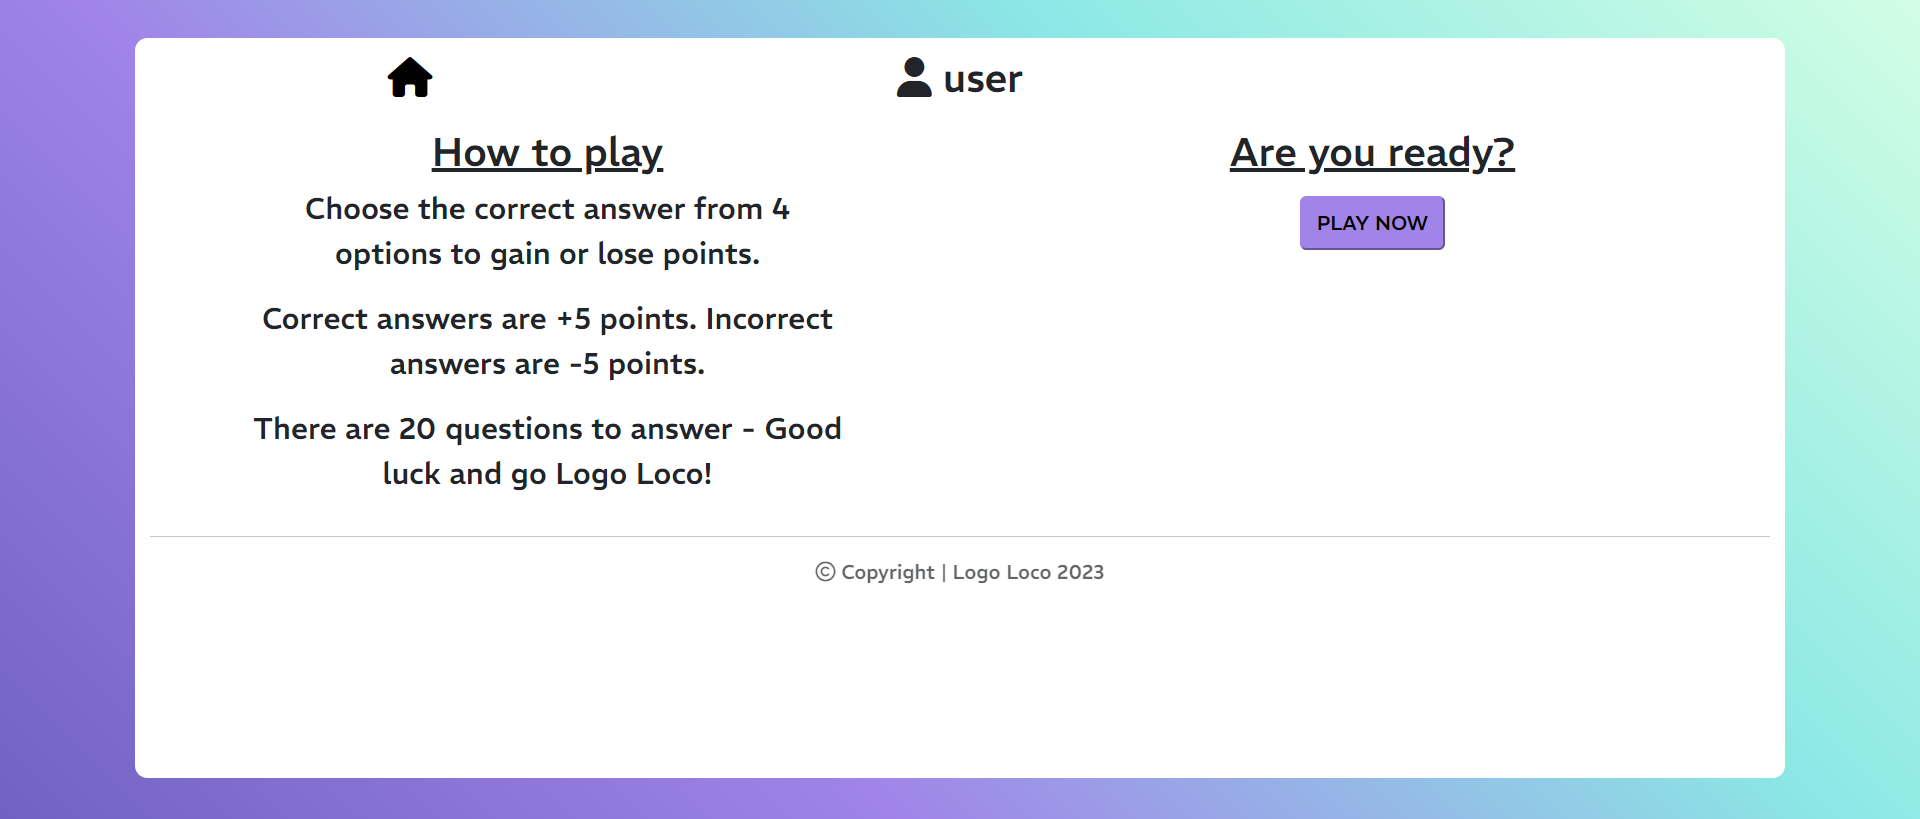 user
How to play
Choose the correct answer from 4
options to gain or lose points.
Correct answers are +5 points. Incorrect
answers are -5 points.
There are 20 questions to answer - Good
luck and go Logo Loco!
Are you ready?
PLAY NOW
© Copyright | Logo Loco 2023